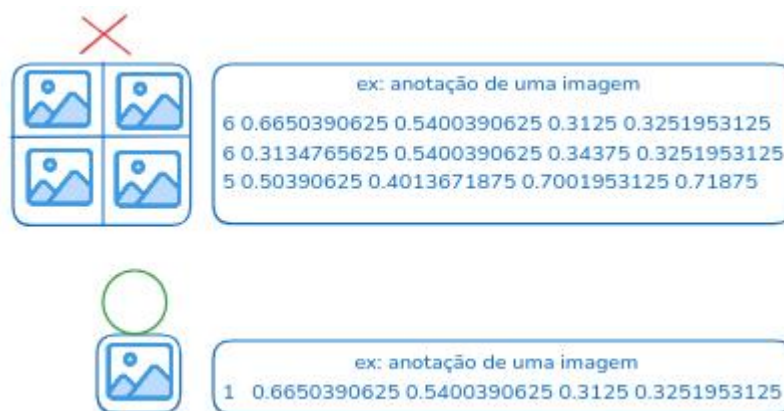 ex: anotação de uma imagem
6 0.6650390625 0.5400390625 0.3125 0.3251953125
6 0.3134765625 0.5400390625 0.34375 0.3251953125
5 0.50390625 0.4013671875 0.7001953125 0.71875
ex: anotação de uma imagem
1 0.6650390625 0.5400390625 0.3125 0.3251953125